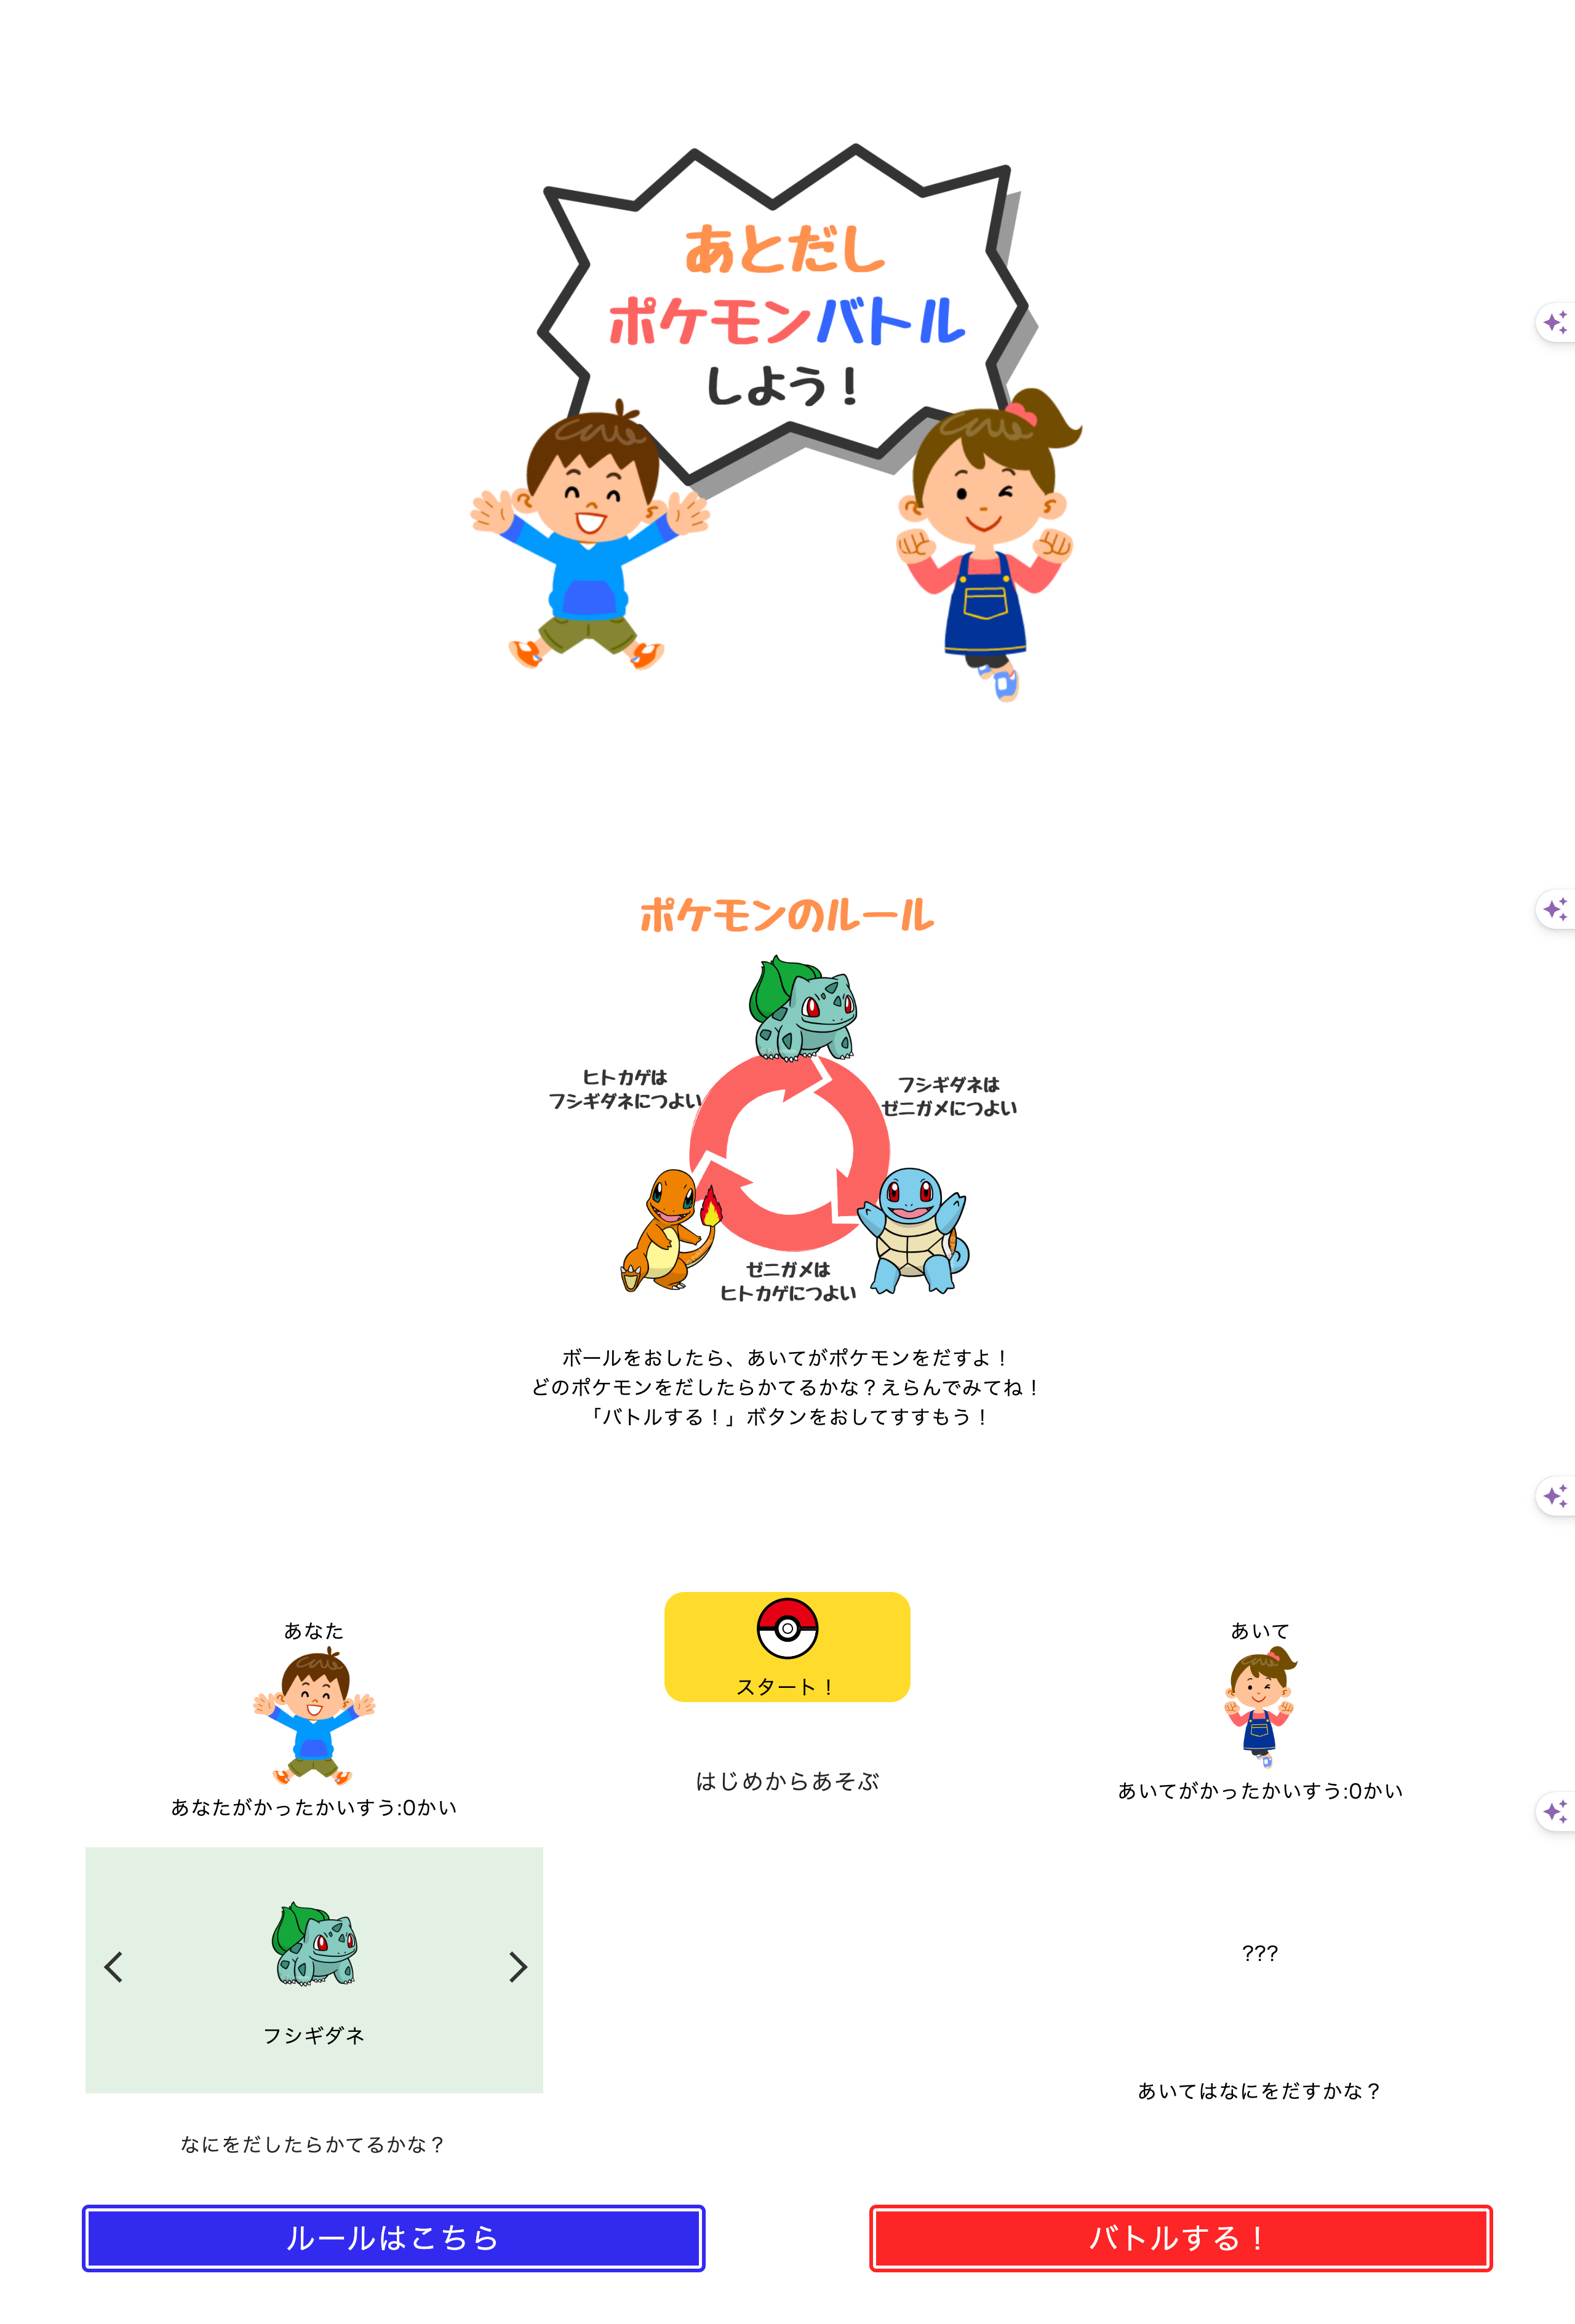 あとだし
ポケモンバトル
しよう！
ポケモンのルール
ヒトカゲは
フシギダネにつよい
フシギダネは
ゼニガメにつよい
ゼニガメは
ヒトカゲにつよい
ボールをおしたら、あいてがポケモンをだすよ！
どのポケモンをだしたらかてるかな？えらんでみてね！
「バトルする！」ボタンをおしてすすもう！
あなた
あなたがかったかいすう:0かい
スタート！
はじめからあそぶ
あいて
あいてがかったかいすう:0かい
フシギダネ
なにをだしたらかてるかな？
???
あいてはなにをだすかな？
ルールはこちら
バトルする！